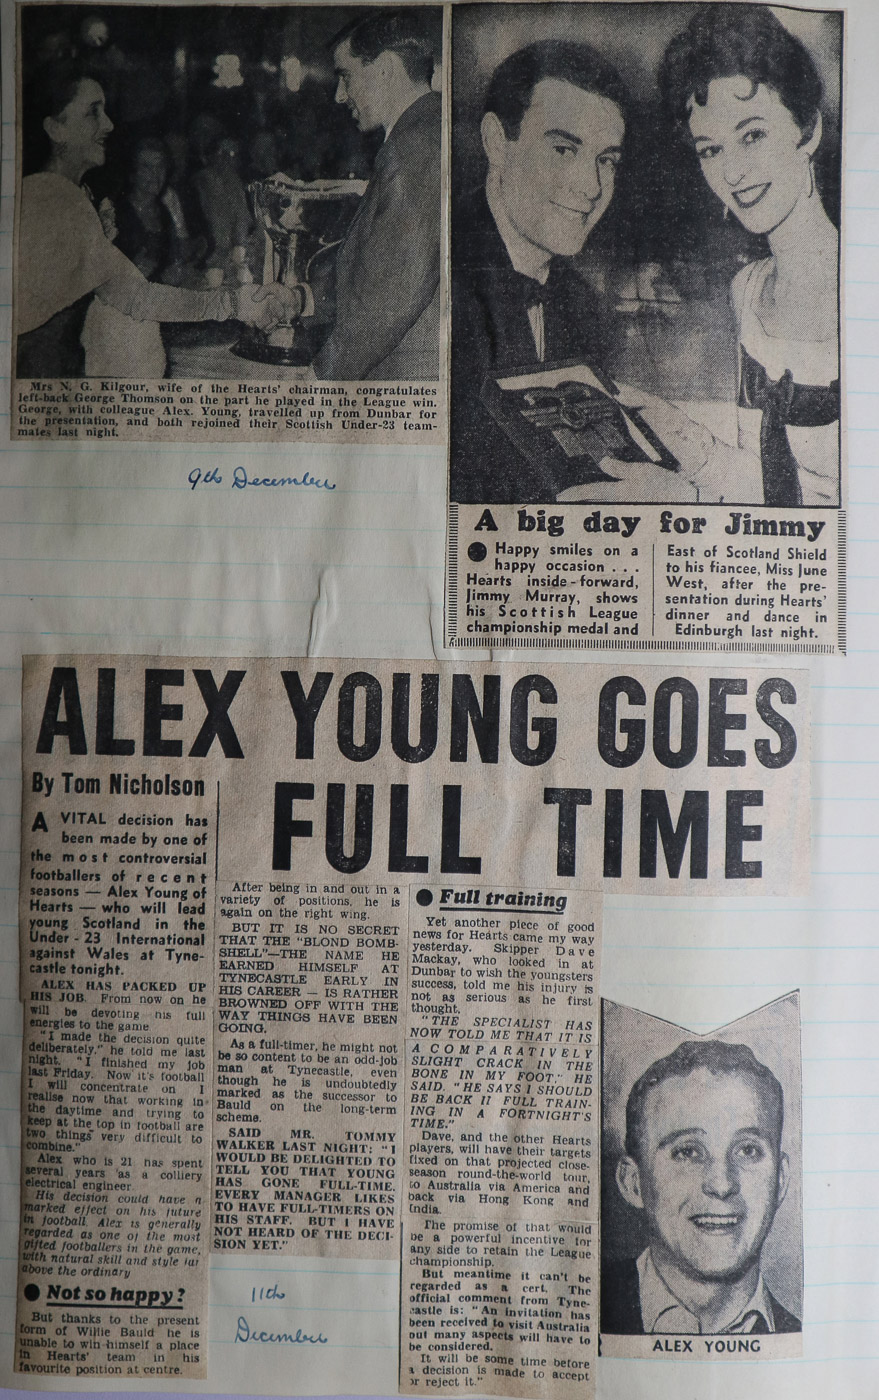 Mrs N. G. Kilgour, wife of the Hearts' chairman, congratulates
left-back George Thomson on the part he played in the League win.
George, with colleague Alex. Young, travelled up from Dunbar for
the presentation, and both rejoined their Scottish Under-23 team-
mates last night.
9th December
A big day for Jimmy
Happy smiles on a
happy occasion . . .
Hearts inside-forward,
Jimmy Murray, shows
his Scottish League
championship medal and
East of Scotland Shield
to his fiancee, Miss June
West, after the pre-
sentation during Hearts'
dinner and dance in
Edinburgh last night.
ALEX YOUNG GOES
FULL TIME
By Tom Nicholson
A VITAL decision has
been made by one of
the most controversial
footballers of recent
seasons — Alex Young of
Hearts — who will lead
young Scotland in the
Under-23 International
against Wales at Tyne-
castle tonight.
ALEX HAS PACKED UP
HIS JOB. From now on he
will be devoting his full
energies to the game
"I made the decision quite
deliberately," he told me last
night. "I finished my job
last Friday. Now it's football
I will concentrate on I
realise now that working in
the daytime and trying to
keep at the top in football are
two things very difficult to
combine."
Alex who is 21 has spent
several years as a colliery
electrical engineer.
His decision could have a
marked effect on his future
in football. Alex is generally
regarded as one of the most
gifted footballers in the game,
with natural skill and style far
above the ordinary
Not so happy?
But thanks to the present
form of Willie Bauld he is
unable to win himself a place
in Hearts' team in his
favourite position at centre.
After being in and out in a
variety of positions, he is
again on the right wing.
BUT IT IS NO SECRET
THAT THE "BLOND BOMB-
SHELL"—THE NAME HE
EARNED HIMSELF AT
TYNECASTLE EARLY IN
HIS CAREER — IS RATHER
BROWNED OFF WITH THE
WAY THINGS HAVE BEEN
GOING.
As a full-timer, he might not
be so content to be an odd-job
man at Tynecastle, even
though he is undoubtedly
marked as the successor to
Bauld on the long-term
scheme.
SAID MR. TOMMY
WALKER LAST NIGHT: "I
WOULD BE DELIGHTED TO
TELL YOU THAT YOUNG
HAS GONE FULL-TIME.
EVERY MANAGER LIKES
TO HAVE FULL-TIMERS ON
HIS STAFF. BUT I HAVE
NOT HEARD OF THE DECI-
SION YET."
11th
December
Full training
Yet another piece of good
news for Hearts came my way
yesterday. Skipper Dave
Mackay, who looked in at
Dunbar to wish the youngsters
success, told me his injury is
not as serious as he first
thought.
"THE SPECIALIST HAS
NOW TOLD ME THAT IT IS
A COMPARATIVELY
SLIGHT CRACK IN THE
BONE IN MY FOOT," HE
SAID. "HE SAYS I SHOULD
BE BACK II FULL TRAIN-
ING IN A FORTNIGHT'S
TIME."
Dave, and the other Hearts
players, will have their targets
fixed on that projected close-
season round-the-world tour,
to Australia via America and
back via Hong Kong and
India.
The promise of that would
be a powerful incentive for
any side to retain the League
championship.
But meantime it can't be
regarded as a cert. The
official comment from Tyne-
castle is: "An invitation has
been received to visit Australia
but many aspects will have to
be considered.
It will be some time before
a decision is made to accept
or reject it."
ALEX YOUNG